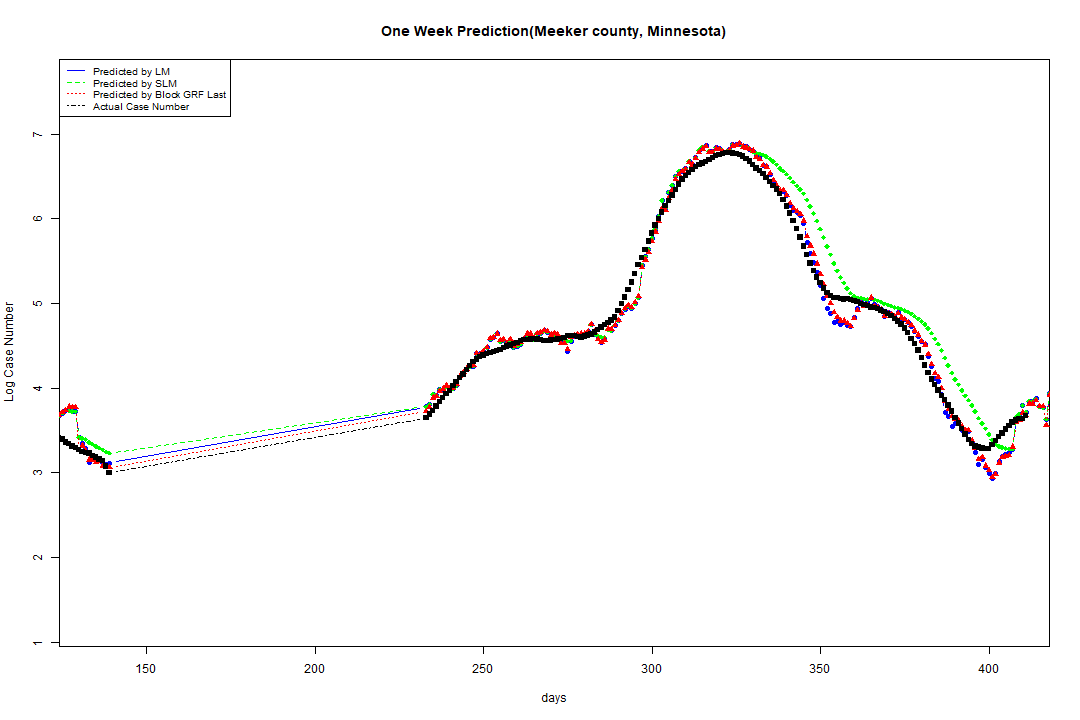 One Week Prediction(Meeker county, Minnesota)
Predicted by LM
Predicted by SLM
Predicted by Block GRF Last
Actual Case Number
7
6
5
4
3
2
1
Log Case Number
150 200 250 300 350 400
days